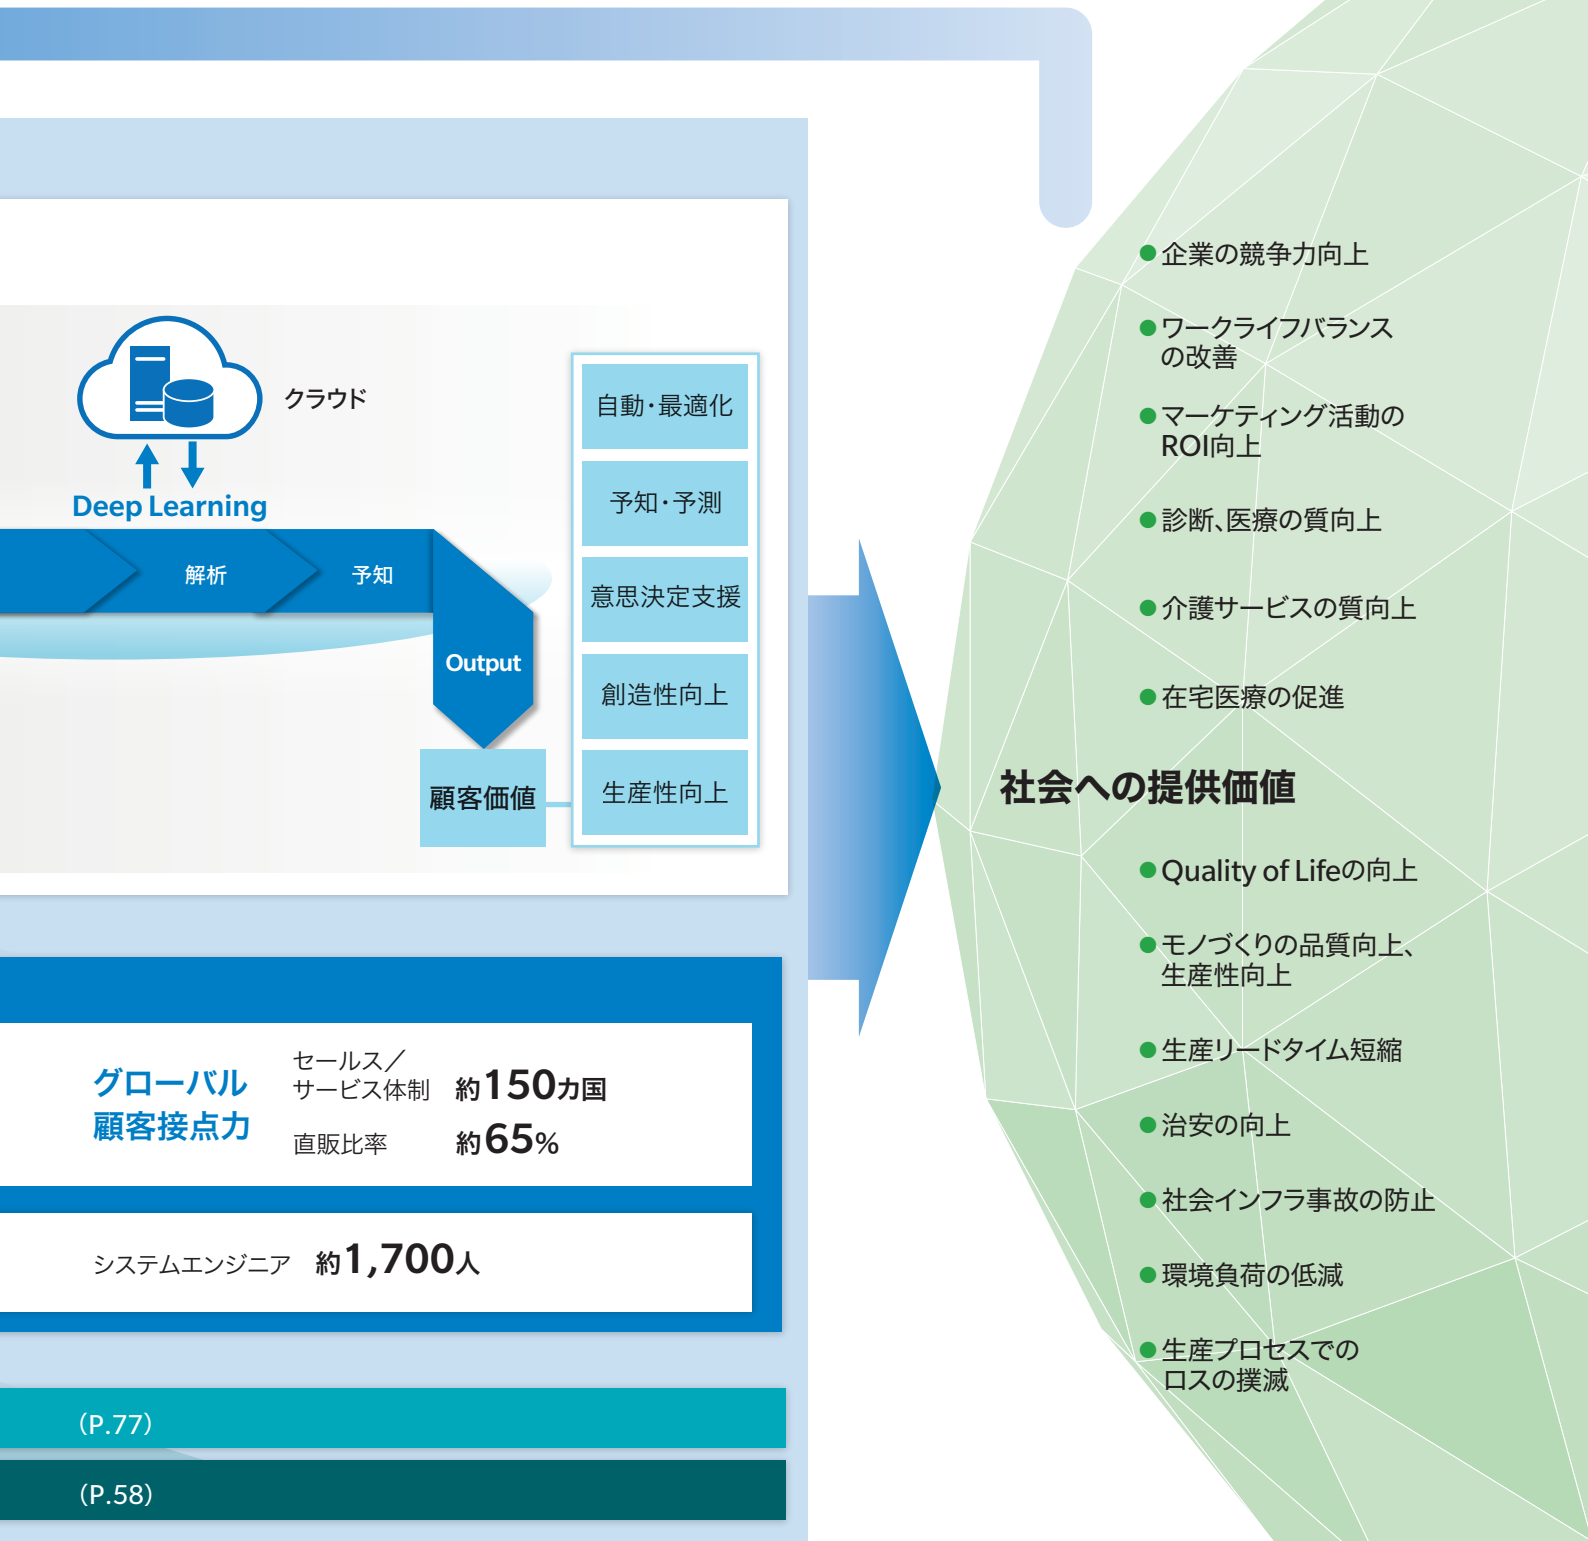 クラウド
Deep Learning
解析
予知
Output
顧客価値
自動・最適化
予知・予測
意思決定支援
創造性向上
生産性向上
グローバル
顧客接点力
セールス／
サービス体制 約150カ国
直販比率 約65%
システムエンジニア 約1,700人
（P.77）
（P.58）
●企業の競争力向上
●ワークライフバランス
の改善
●マーケティング活動の
ROI向上
●診断、医療の質向上
●介護サービスの質向上
●在宅医療の促進
社会への提供価値
●Quality of Lifeの向上
●モノづくりの品質向上、
生産性向上
●生産リードタイム短縮
●治安の向上
●社会インフラ事故の防止
●環境負荷の低減
●生産プロセスでの
ロスの撲滅